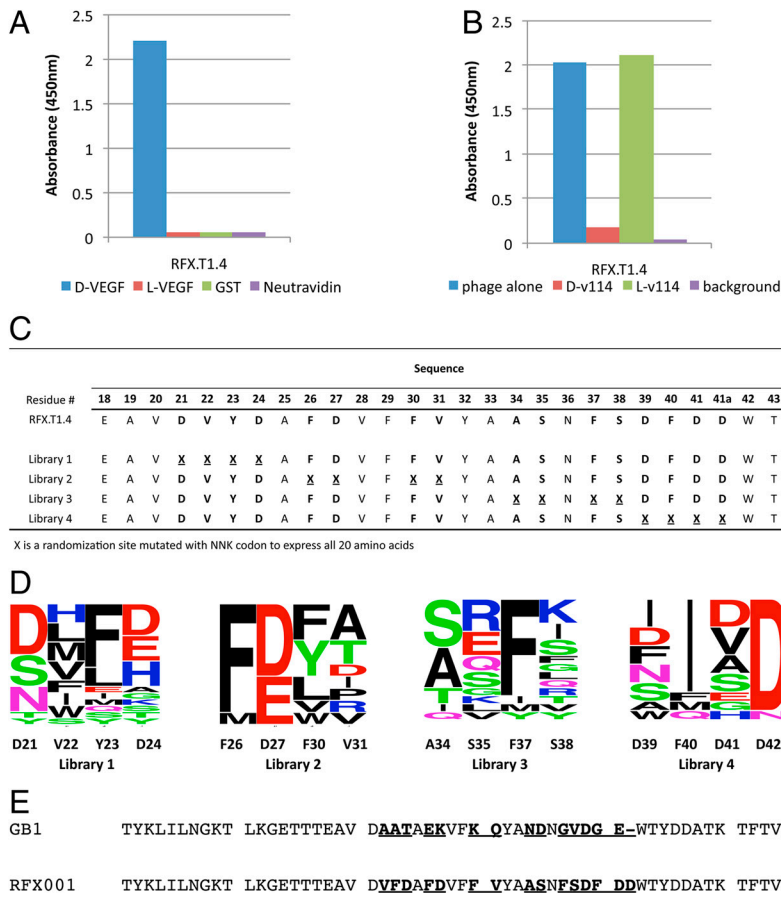 A
2.5
2
1.5
1
0.5
0
Absorbance (450nm)
RFX.T1.4
D-VEGF L-VEGF GST Neutravidin
B
2.5
2
1.5
1
0.5
0
Absorbance (450nm)
RFX.T1.4
phage alone D-v114 L-v114 background
C
Sequence
Residue # 18 19 20 21 22 23 24 25 26 27 28 29 30 31 32 33 34 35 36 37 38 39 40 41 41a 42 43
RFX.T1.4 E A V D V Y D A F D V F F V Y A A S N F S D F D D W T
Library 1 E A V X X X X A F D V F F V Y A A S N F S D F D D W T
Library 2 E A V D V Y D A X X V F X X Y A A S N F S D F D D W T
Library 3 E A V D V Y D A F D V F F V Y A X X N X X D F D D W T
Library 4 E A V D V Y D A F D V F F V Y A A S N F S X X X X W T
X is a randomization site mutated with NNK codon to express all 20 amino acids
D
D21 V22 Y23 D24
Library 1
F26 D27 F30 V31
Library 2
A34 S35 F37 S38
Library 3
D39 F40 D41 D42
Library 4
E
GB1 TYKLILNGKT LKGETTTEAV DAATAEKVFK QYANDNGVDG E-WTYDDATK TFTV
RFX001 TYKLILNGKT LKGETTTEAV DVFDAFDVFF VYAASNFSDF DDWTYDDATK TFTV